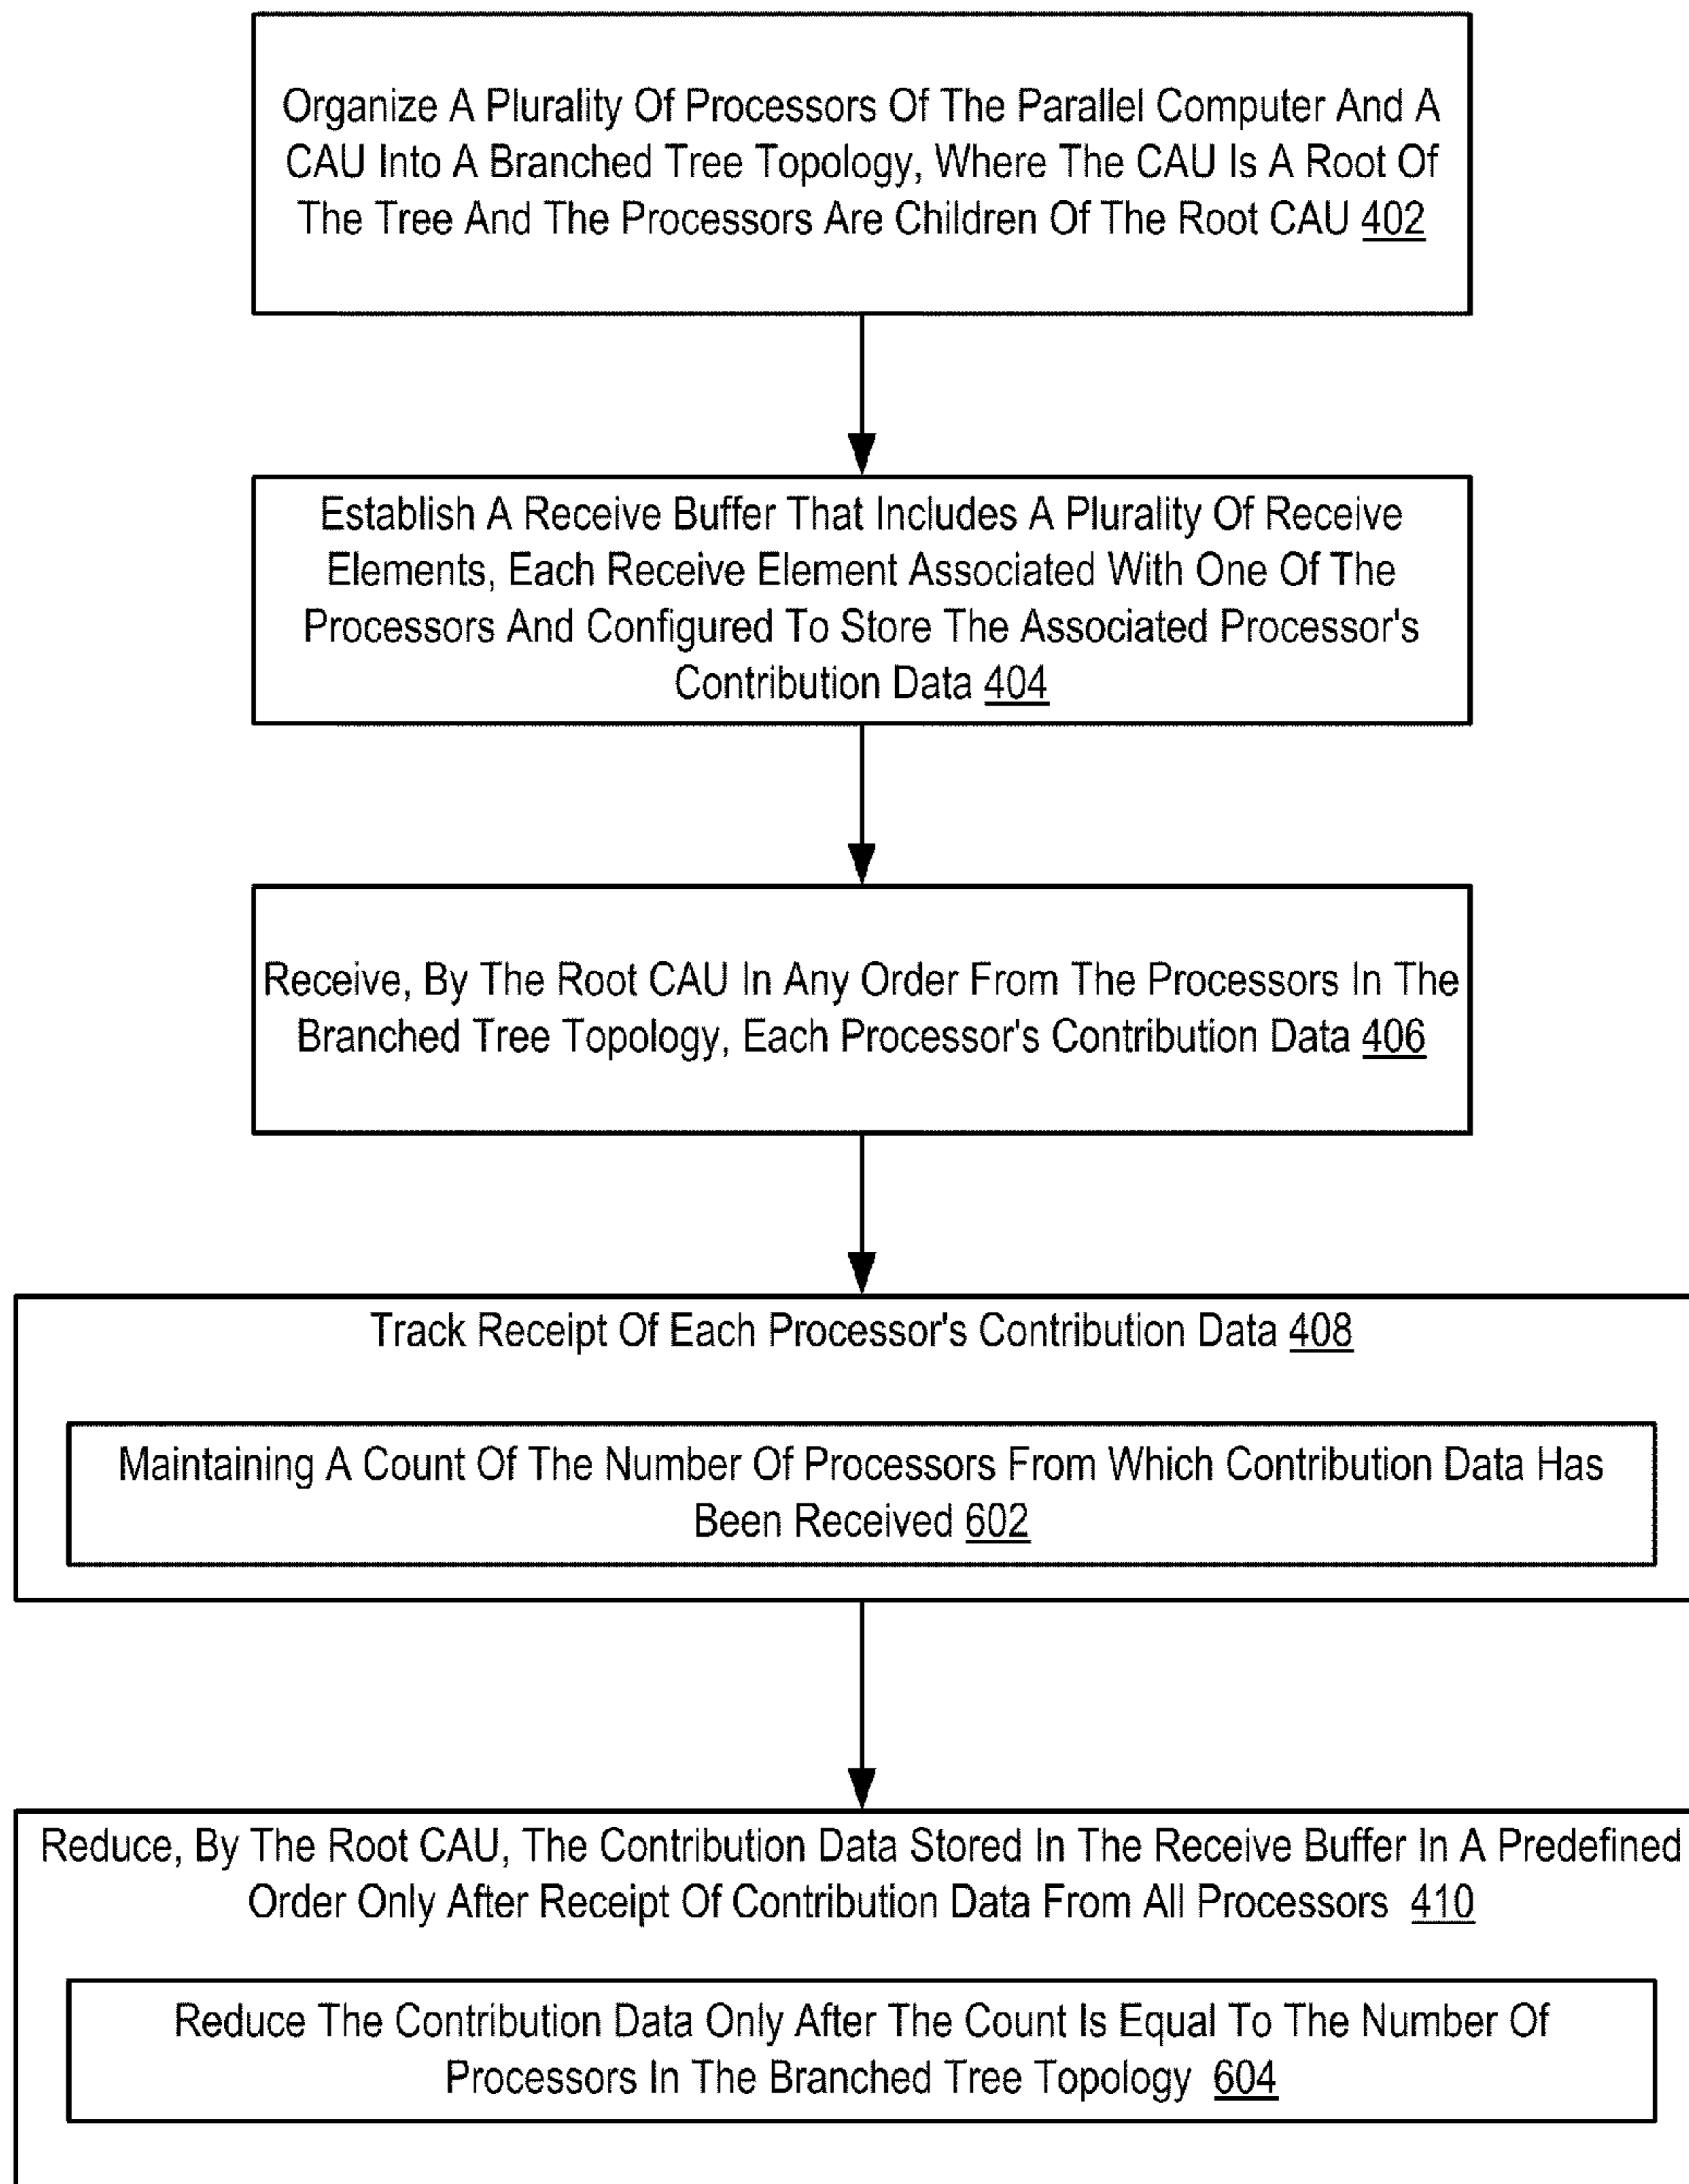 Organize A Plurality Of Processors Of The Parallel Computer And A
CAU Into A Branched Tree Topology, Where The CAU Is A Root Of
The Tree And The Processors Are Children Of The Root CAU 402
Establish A Receive Buffer That Includes A Plurality Of Receive
Elements, Each Receive Element Associated With One Of The
Processors And Configured To Store The Associated Processor's
Contribution Data 404
Receive, By The Root CAU In Any Order From The Processors In The
Branched Tree Topology, Each Processor's Contribution Data 406
Track Receipt Of Each Processor's Contribution Data 408
Maintaining A Count Of The Number Of Processors From Which Contribution Data Has
Been Received 602
Reduce, By The Root CAU, The Contribution Data Stored In The Receive Buffer In A Predefined
Order Only After Receipt Of Contribution Data From All Processors 410
Reduce The Contribution Data Only After The Count Is Equal To The Number Of
Processors In The Branched Tree Topology 604